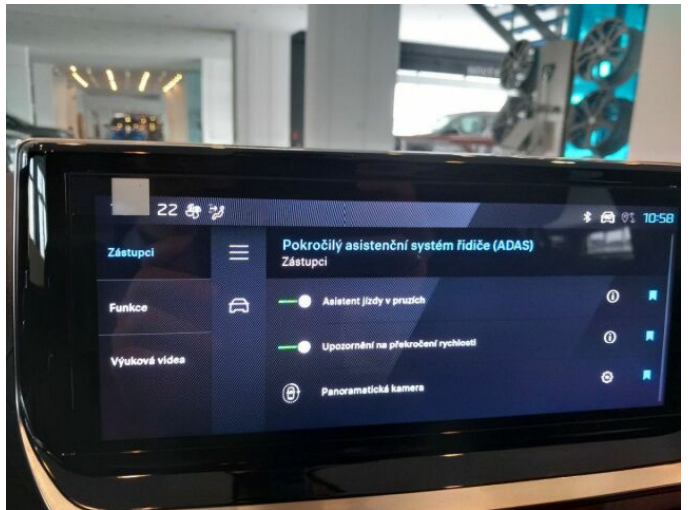 22
10:58
Zástupci
Funkce
Výuková videa
Pokročilý asistenční systém řidiče (ADAS)
Zástupci
Asistent jízdy v pruzích
Upozornění na překročení rychlosti
Panoramatická kamera